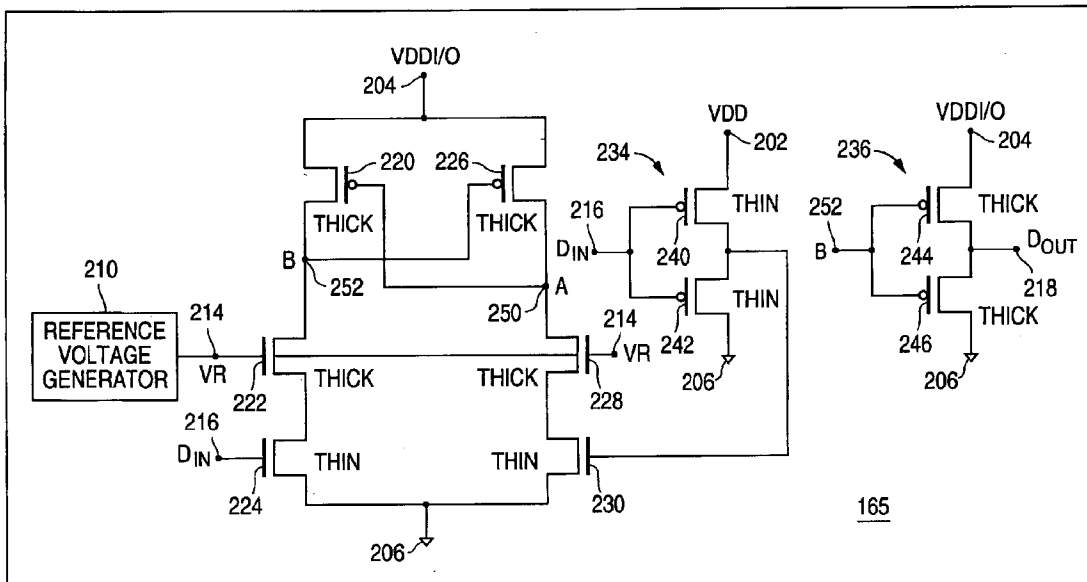 VDDI/O
204
220
226
THICK
THICK
B
252
A
250
210
REFERENCE
VOLTAGE
GENERATOR
214
VR
222
THICK
THICK
214
VR
228
216
DIN
224
THIN
THIN
230
206
234
VDD
202
216
DIN
240
THIN
242
THIN
206
236
VDDI/O
204
252
B
244
THICK
DOUT
218
246
THICK
206
165